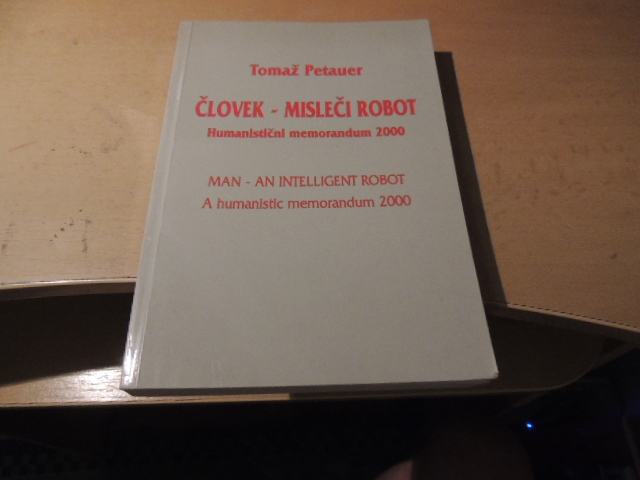 Tomaž Petauer
ČLOVEK - MISLEČI ROBOT
Humanistični memorandum 2000
MAN - AN INTELLIGENT ROBOT
A humanistic memorandum 2000